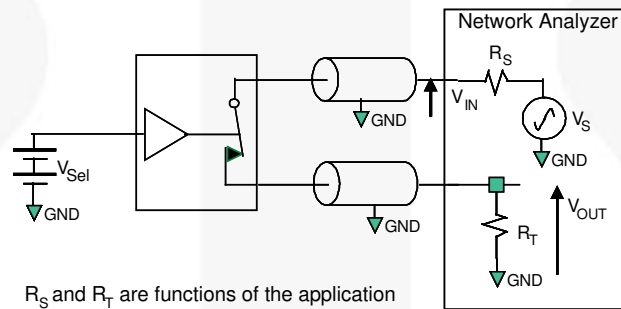 Network Analyzer
RS
VIN
VS
GND
GND
VSel
GND
GND
RT
VOUT
GND
RS and RT are functions of the application